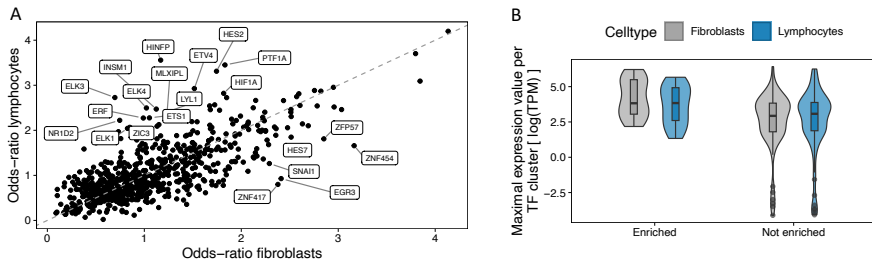 A
B
Odds−ratio lymphocytes
4
3
2
1
0
HES2
HINFP
ETV4
PTF1A
INSM1
MLXIPL
ELK3
ELK4
HIF1A
LYL1
ERF
ETS1
NR1D2
ZIC3
ELK1
ZFP57
HES7
ZNF454
SNAI1
ZNF417
EGR3
0
1
2
3
4
Odds−ratio fibroblasts
Celltype
Fibroblasts
Lymphocytes
Maximal expression value per
TF cluster [ log(TPM) ]
5.0
2.5
0.0
−2.5
Enriched
Not enriched